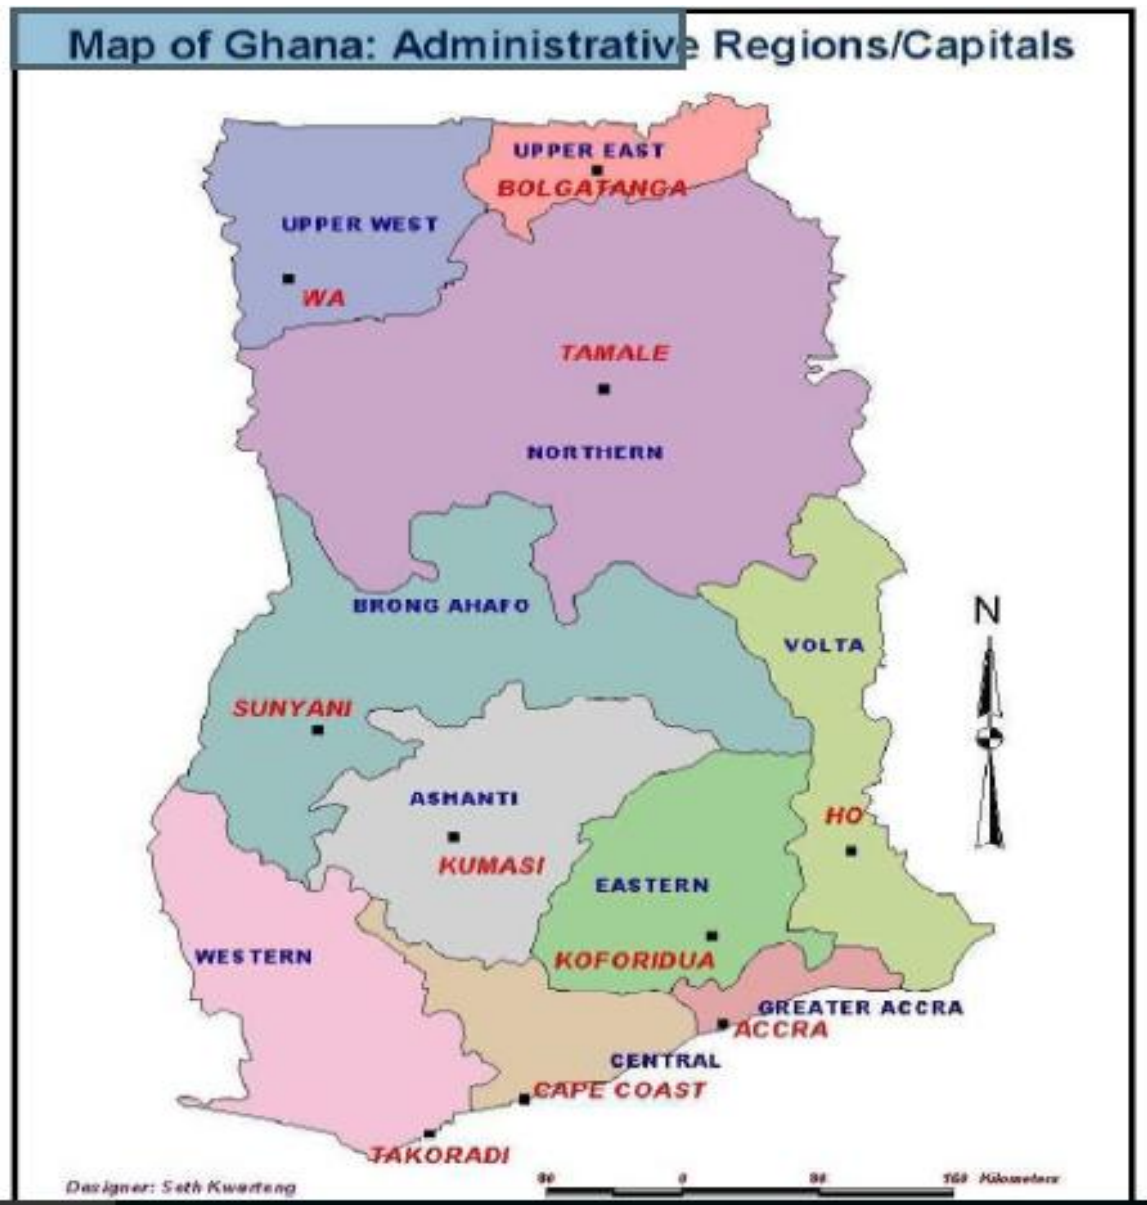 Map of Ghana: Administrative Regions/Capitals
UPPER EAST
BOLGATANGA
UPPER WEST
WA
TAMALE
NORTHERN
BRONG AHAFO
N
VOLTA
SUNYANI
ASHANTI
HO
KUMASI
EASTERN
WESTERN
KOFORIDUA
GREATER ACCRA
ACCRA
CENTRAL
CAPE COAST
TAKORADI
Designer: Seth Kwarteng
0 Kilometers